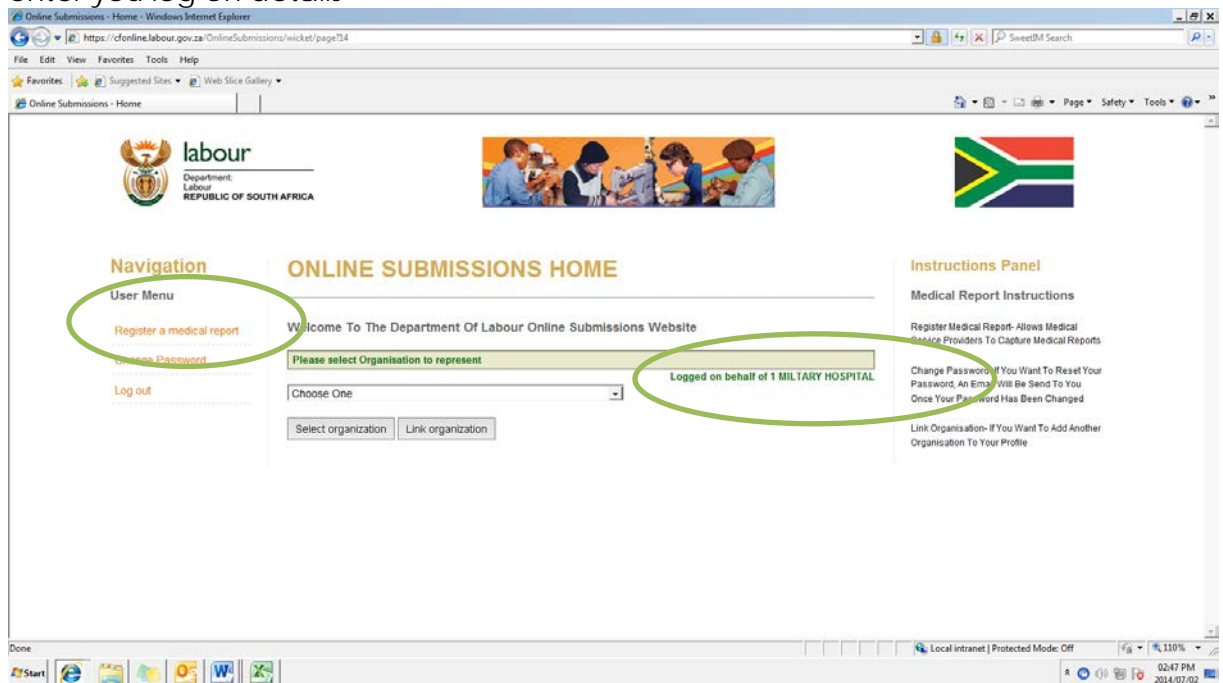 enter you log on details
Online Submissions - Home - Windows Internet Explorer
https://cfonline.labour.gov.za/OnlineSubmissions/wicket/page?14
SweetIM Search
File Edit View Favorites Tools Help
Favorites Suggested Sites Web Slice Gallery
Online Submissions - Home
Page Safety Tools
labour
Department:
Labour
REPUBLIC OF SOUTH AFRICA
Navigation
User Menu
Register a medical report
Change Password
Log out
ONLINE SUBMISSIONS HOME
Welcome To The Department Of Labour Online Submissions Website
Please select Organisation to represent
Logged on behalf of 1 MILTARY HOSPITAL
Choose One
Select organization Link organization
Instructions Panel
Medical Report Instructions
Register Medical Report- Allows Medical
Service Providers To Capture Medical Reports
Change Password- If You Want To Reset Your
Password, An Email Will Be Send To You
Once Your Password Has Been Changed
Link Organisation- If You Want To Add Another
Organisation To Your Profile
Done
Local intranet | Protected Mode: Off
110%
Start
02:47 PM
2014/07/02